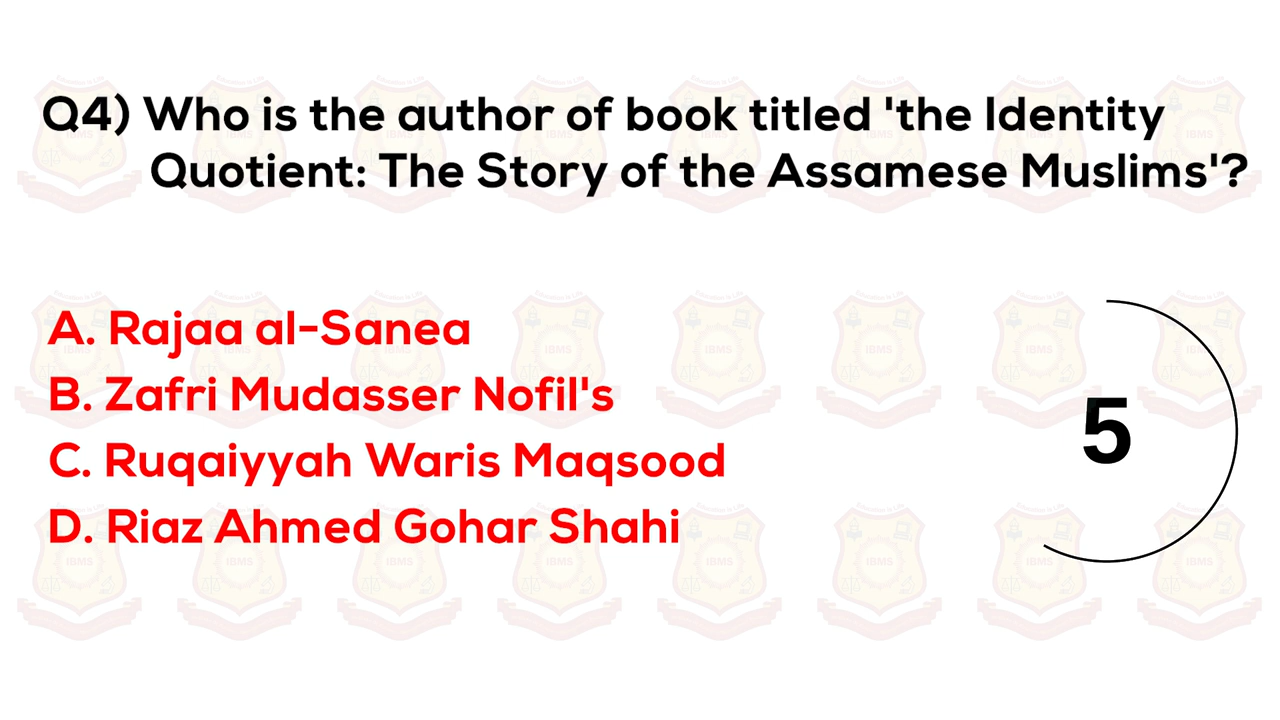 Q4) Who is the author of book titled 'the Identity
Quotient: The Story of the Assamese Muslims'?
A. Rajaa al-Sanea
B. Zafri Mudasser Nofil's
C. Ruqaiyyah Waris Maqsood
D. Riaz Ahmed Gohar Shahi
5
IBMS